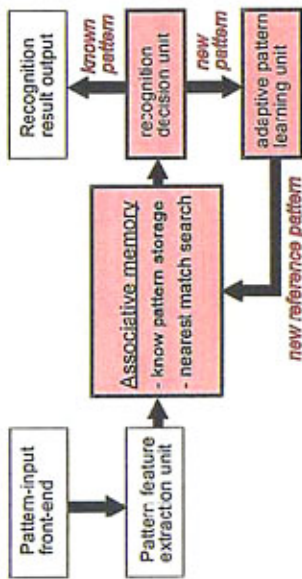 Pattern-input
front-end
Pattern feature
extraction unit
Associative memory
- know pattern storage
- nearest match search
Recognition
result output
known
pattern
recognition
decision unit
new
pattern
adaptive pattern
learning unit
new reference pattern